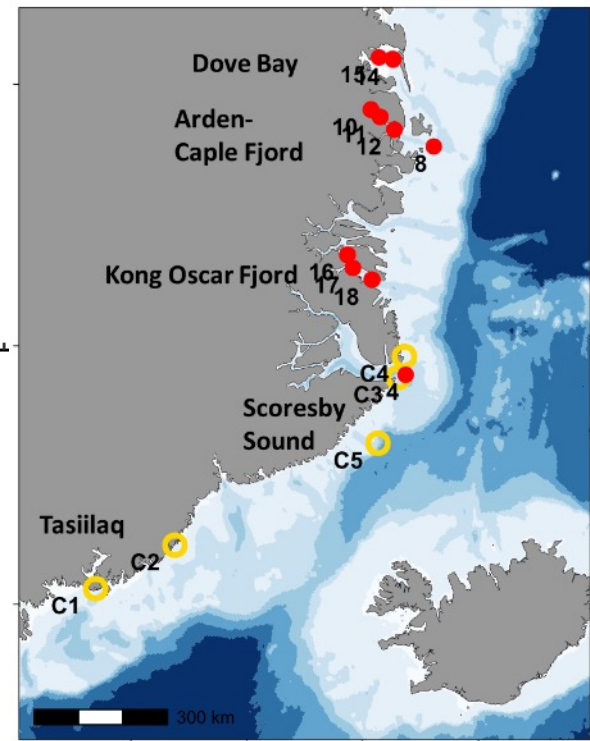 Dove Bay
15
14
Arden-
Caple Fjord
10
11
12
8
Kong Oscar Fjord
16
17
18
C4
C3
4
Scoresby
Sound
C5
Tasiilaq
C2
C1
300 km